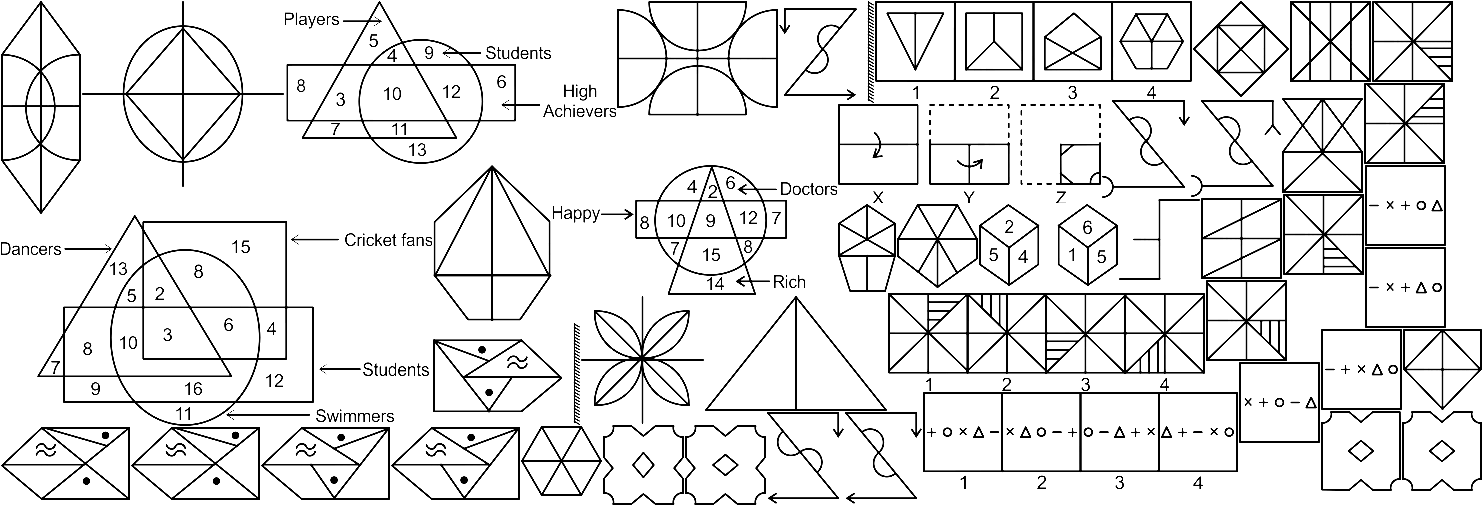 Players
5
4
9
Students
8
3
10
12
6
High
Achievers
7
11
13
1
2
3
4
X
Y
Z
4
2
6
Doctors
Happy
8
10
9
12
7
7
15
8
14
Rich
2
5
4
6
1
5
Dancers
13
15
Cricket fans
8
5
2
8
10
3
6
4
7
9
16
12
Students
11
Swimmers
≈
≈
≈
≈
≈
1
2
3
4
- × + ○ △
- × + △ ○
- + × △ ○
× + ○ - △
+ ○ × △ -
× △ ○ - +
○ - △ + ×
△ + - × ○
1
2
3
4